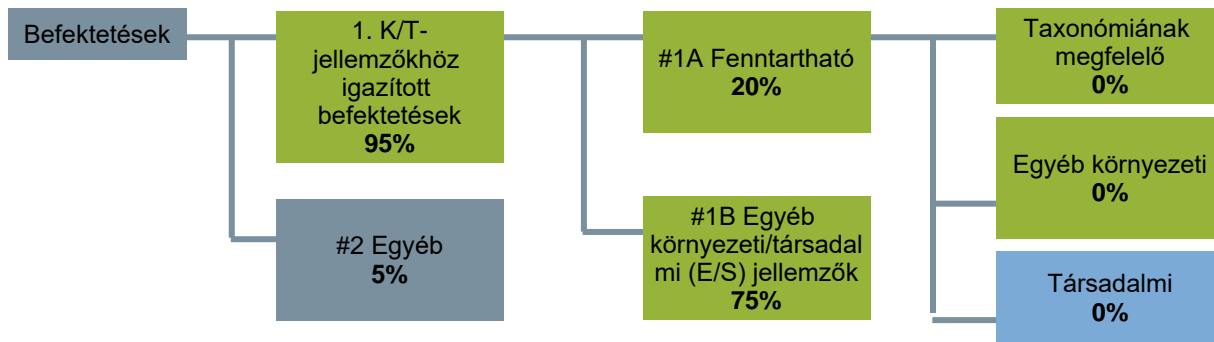 Befektetések
1. K/T-
jellemzőkhöz
igazított
befektetések
95%
#2 Egyéb
5%
#1A Fenntartható
20%
#1B Egyéb
környezeti/társadal
mi (E/S) jellemzők
75%
Taxonómiának
megfelelő
0%
Egyéb környezeti
0%
Társadalmi
0%